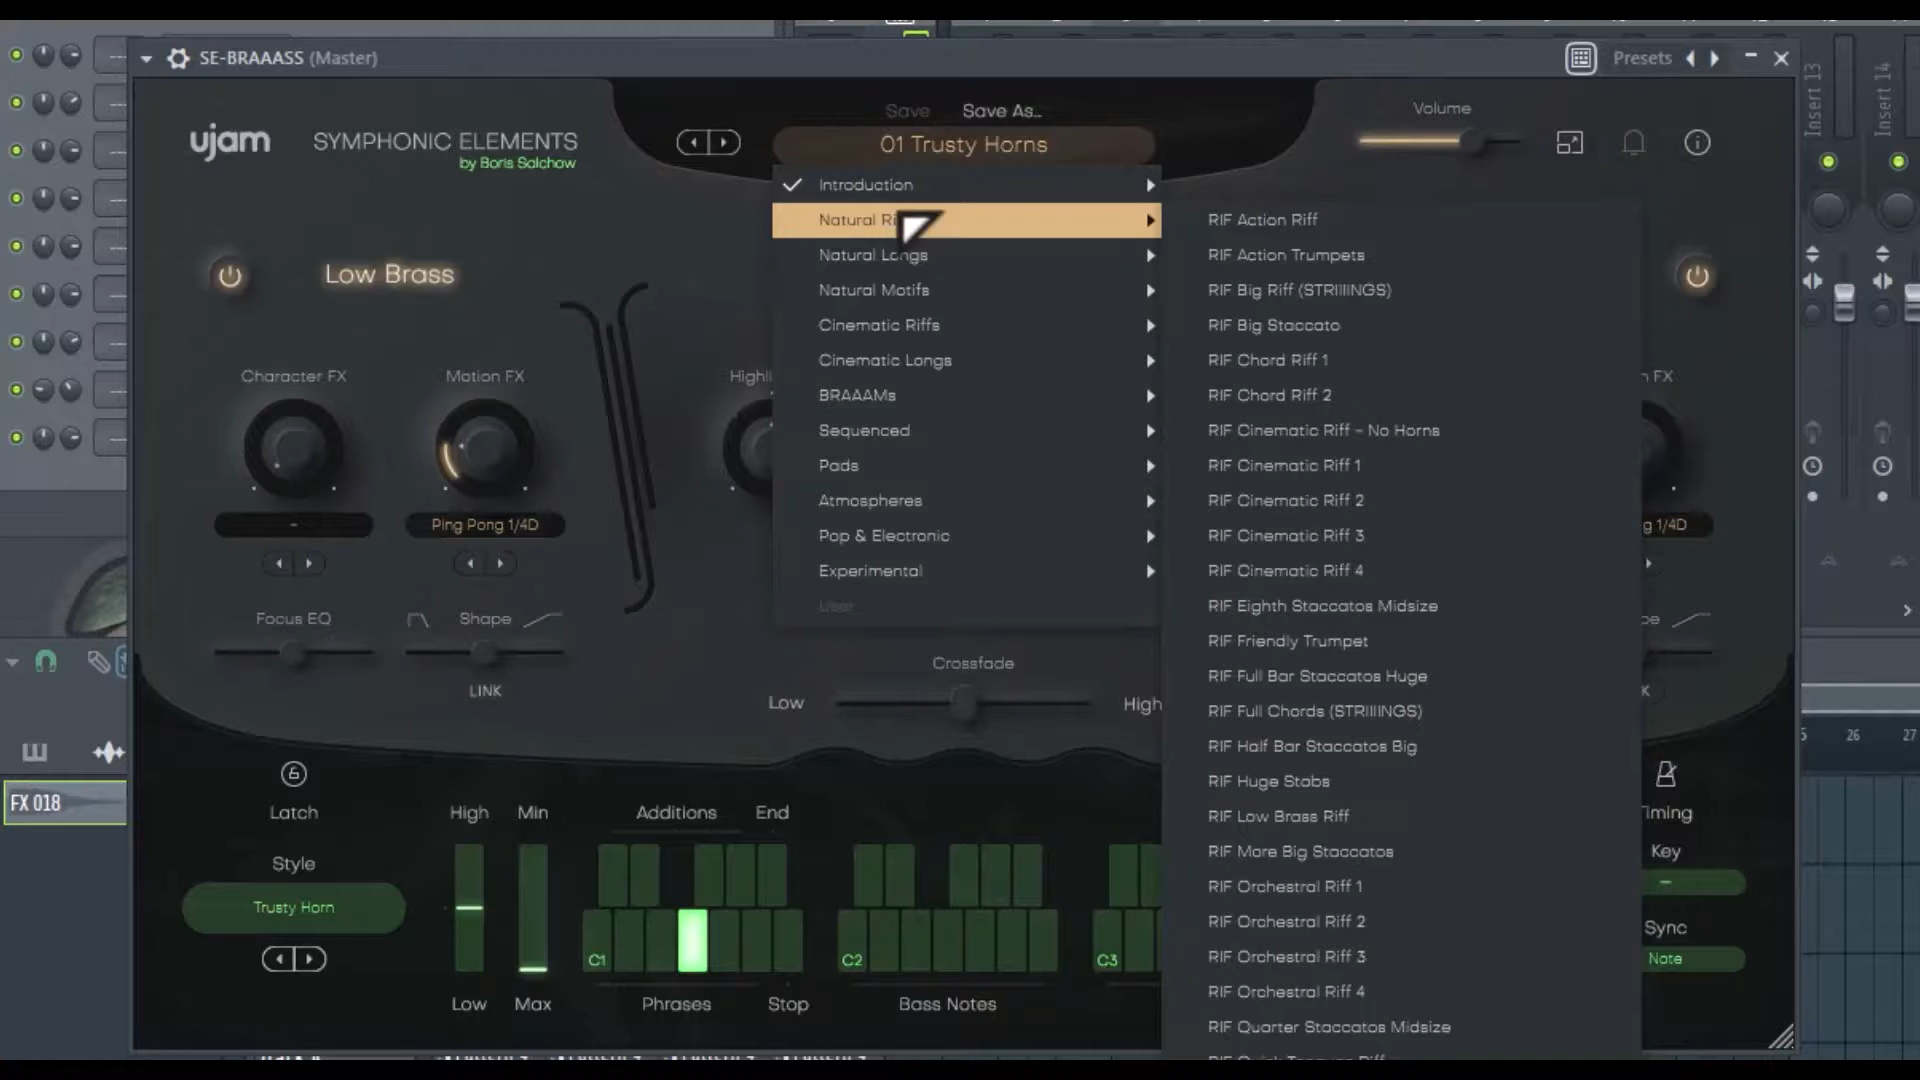 SE-BRAAASS (Master)
Presets
ujam
SYMPHONIC ELEMENTS
by Boris Salchow
Save
Save As...
01 Trusty Horns
Volume
Insert 13
Insert 14
Introduction
Natural Ri
Natural Longs
Natural Motifs
Cinematic Riffs
Cinematic Longs
BRAAAMs
Sequenced
Pads
Atmospheres
Pop & Electronic
Experimental
User
RIF Action Riff
RIF Action Trumpets
RIF Big Riff (STRIIIINGS)
RIF Big Staccato
RIF Chord Riff 1
RIF Chord Riff 2
RIF Cinematic Riff - No Horns
RIF Cinematic Riff 1
RIF Cinematic Riff 2
RIF Cinematic Riff 3
RIF Cinematic Riff 4
RIF Eighth Staccatos Midsize
RIF Friendly Trumpet
RIF Full Bar Staccatos Huge
RIF Full Chords (STRIIIINGS)
RIF Half Bar Staccatos Big
RIF Huge Stabs
RIF Low Brass Riff
RIF More Big Staccatos
RIF Orchestral Riff 1
RIF Orchestral Riff 2
RIF Orchestral Riff 3
RIF Orchestral Riff 4
RIF Quarter Staccatos Midsize
Low Brass
Character FX
Motion FX
Highli
n FX
-
Ping Pong 1/4D
g 1/4D
Focus EQ
Shape
pe
LINK
K
Crossfade
Low
High
26
27
FX 018
Latch
High
Min
Additions
End
Timing
Style
Key
Trusty Horn
-
Sync
C1
C2
C3
Note
Low
Max
Phrases
Stop
Bass Notes